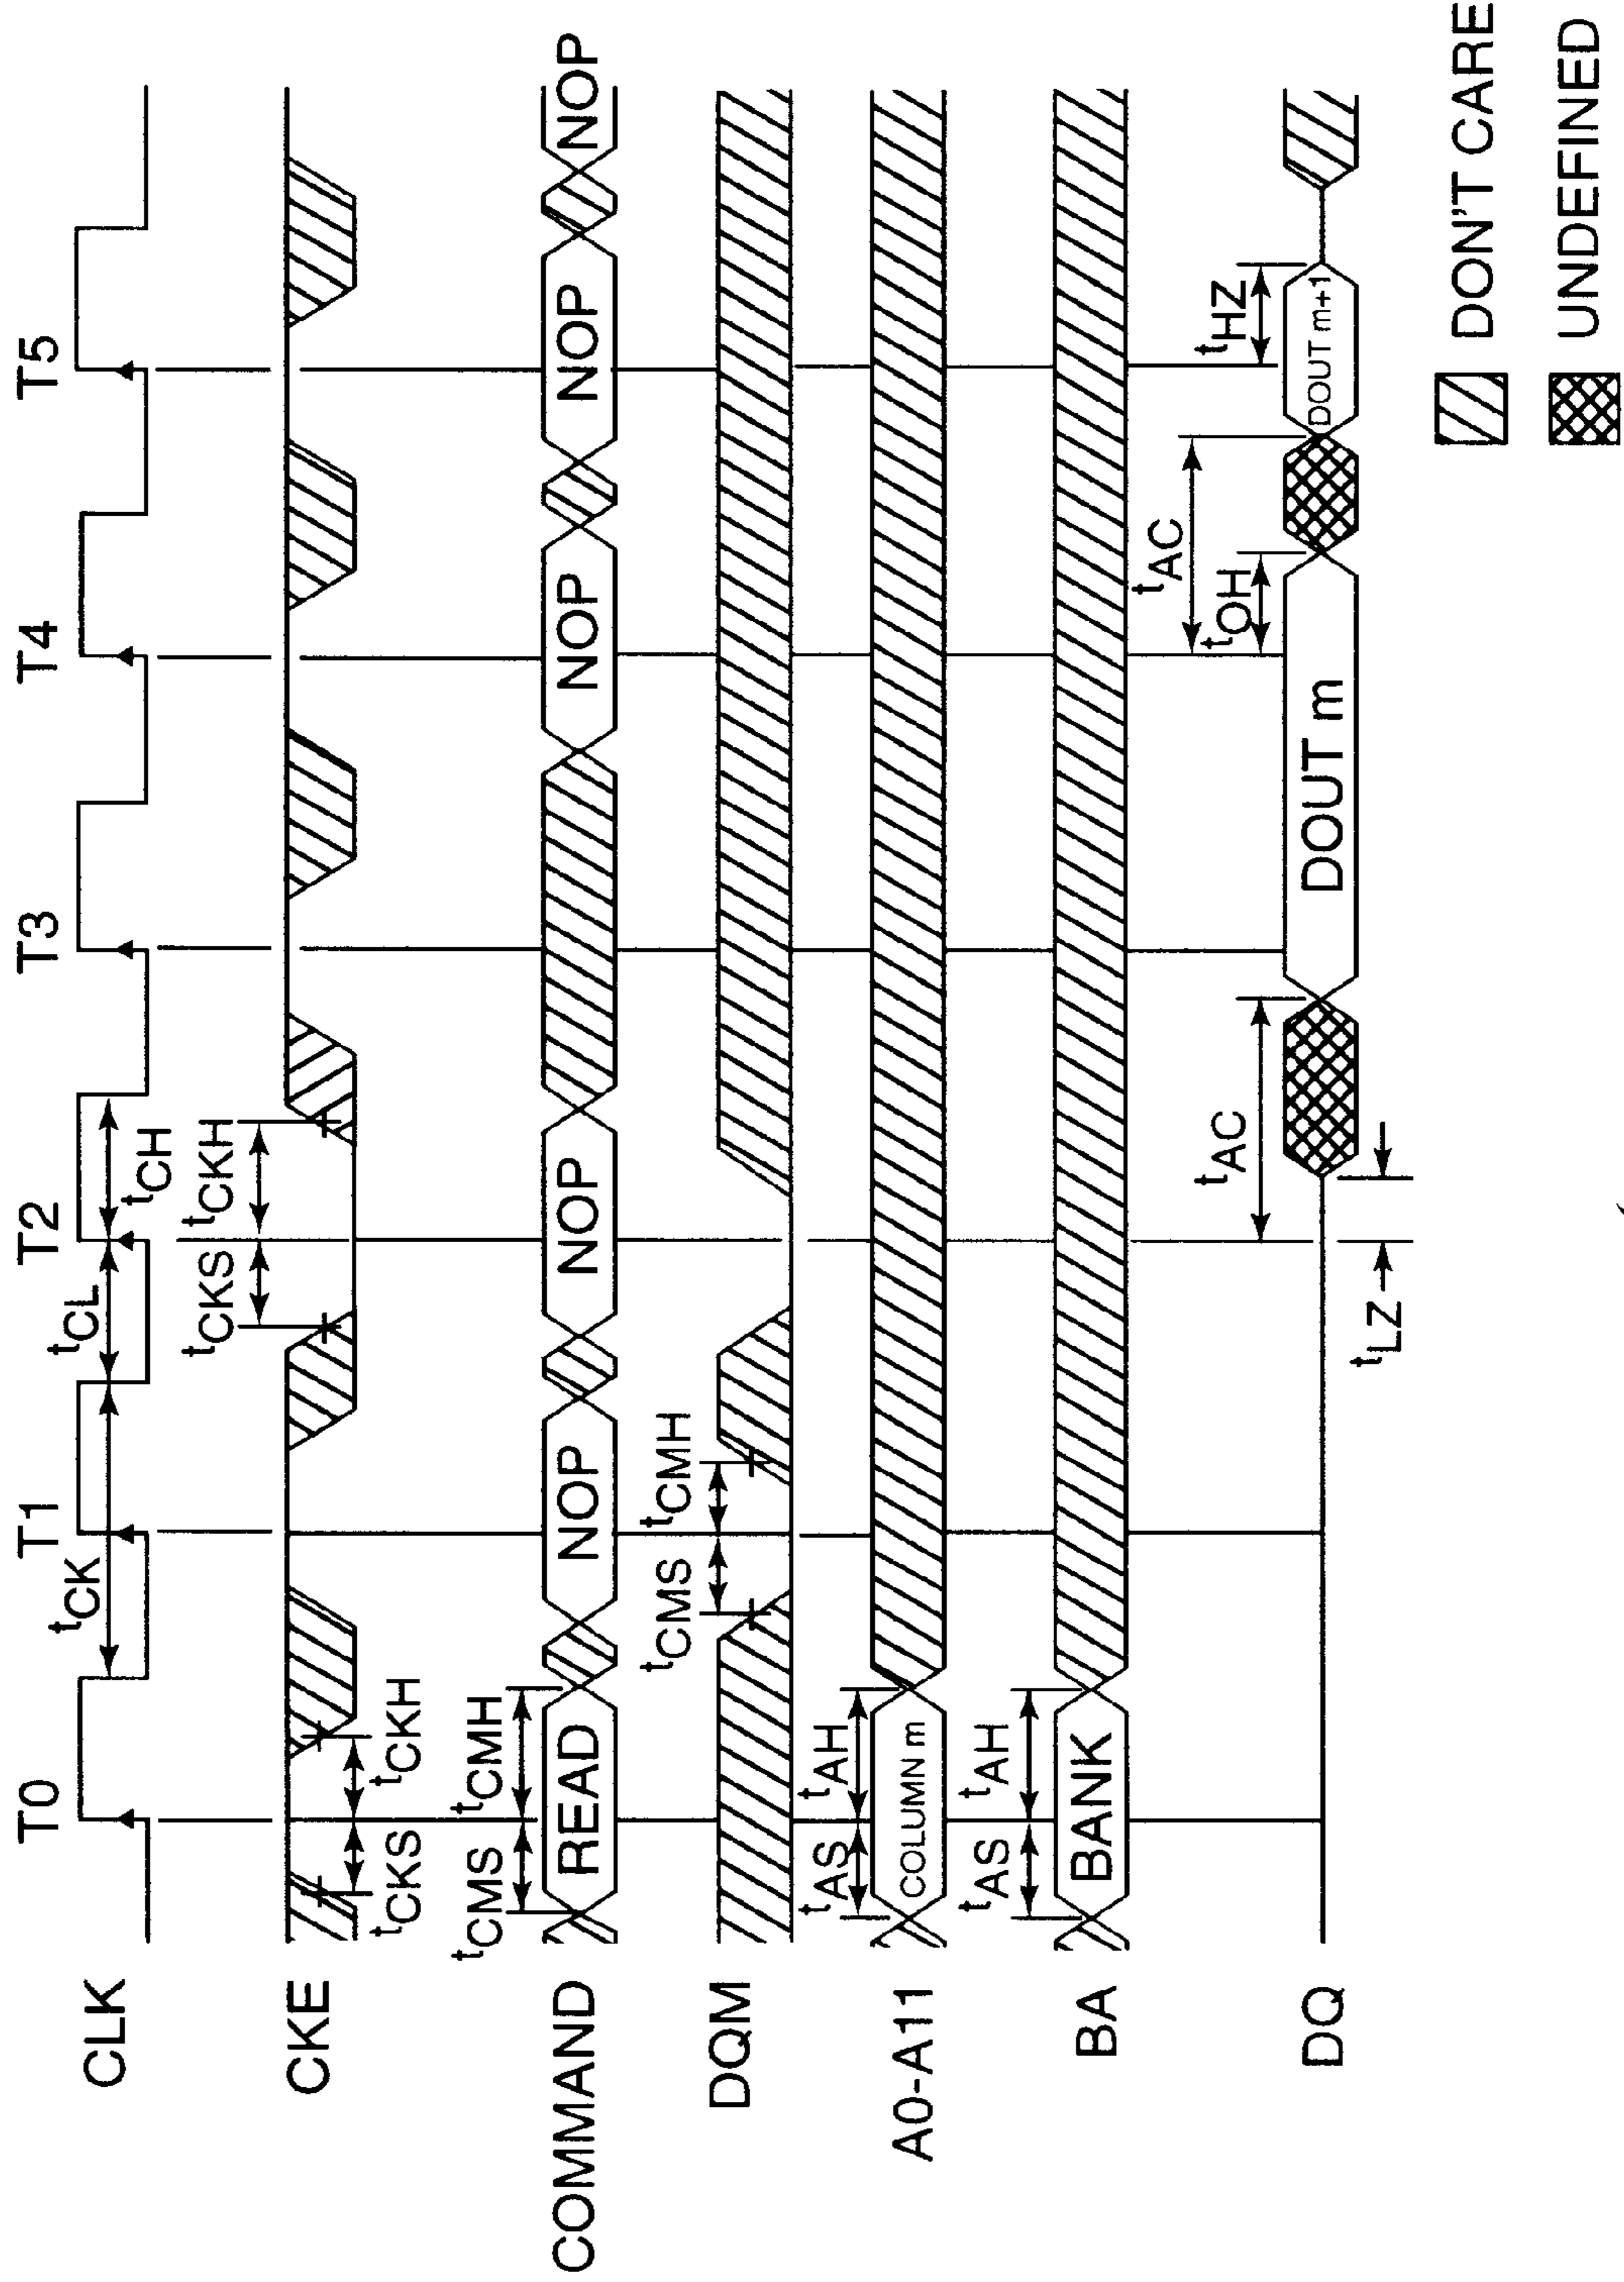 T0 T1 T2 T3 T4 T5
CLK
tCK tCL tCH
CKE
tCKS tCKH tCKS tCKH
tCMS tCMH
COMMAND READ NOP NOP NOP NOP NOP
tCMS tCMH
DQM
tAS tAH
A0-A11 COLUMN m
tAS tAH
BA BANK
tAC tAC
tOH tHZ
DQ DOUT m DOUT m+1
tLZ
DON'T CARE
UNDEFINED